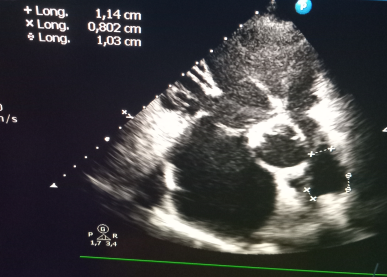 + Long. 1,14 cm
× Long. 0,802 cm
Long. 1,03 cm
P
/s
G
P R
1,7 3,4